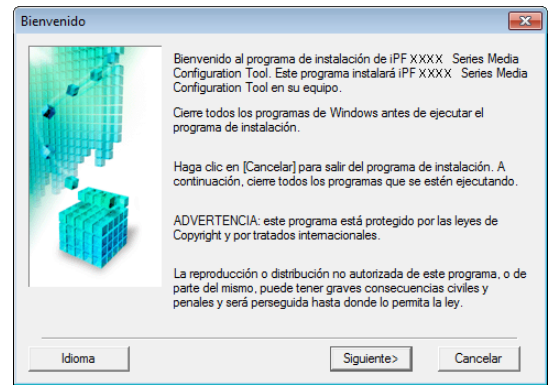 Bienvenido
Bienvenido al programa de instalación de iPF XXXX Series Media
Configuration Tool. Este programa instalará iPF XXXX Series Media
Configuration Tool en su equipo.
Cierre todos los programas de Windows antes de ejecutar el
programa de instalación.
Haga clic en [Cancelar] para salir del programa de instalación. A
continuación, cierre todos los programas que se estén ejecutando.
ADVERTENCIA: este programa está protegido por las leyes de
Copyright y por tratados internacionales.
La reproducción o distribución no autorizada de este programa, o de
parte del mismo, puede tener graves consecuencias civiles y
penales y será perseguida hasta donde lo permita la ley.
Idioma
Siguiente>
Cancelar